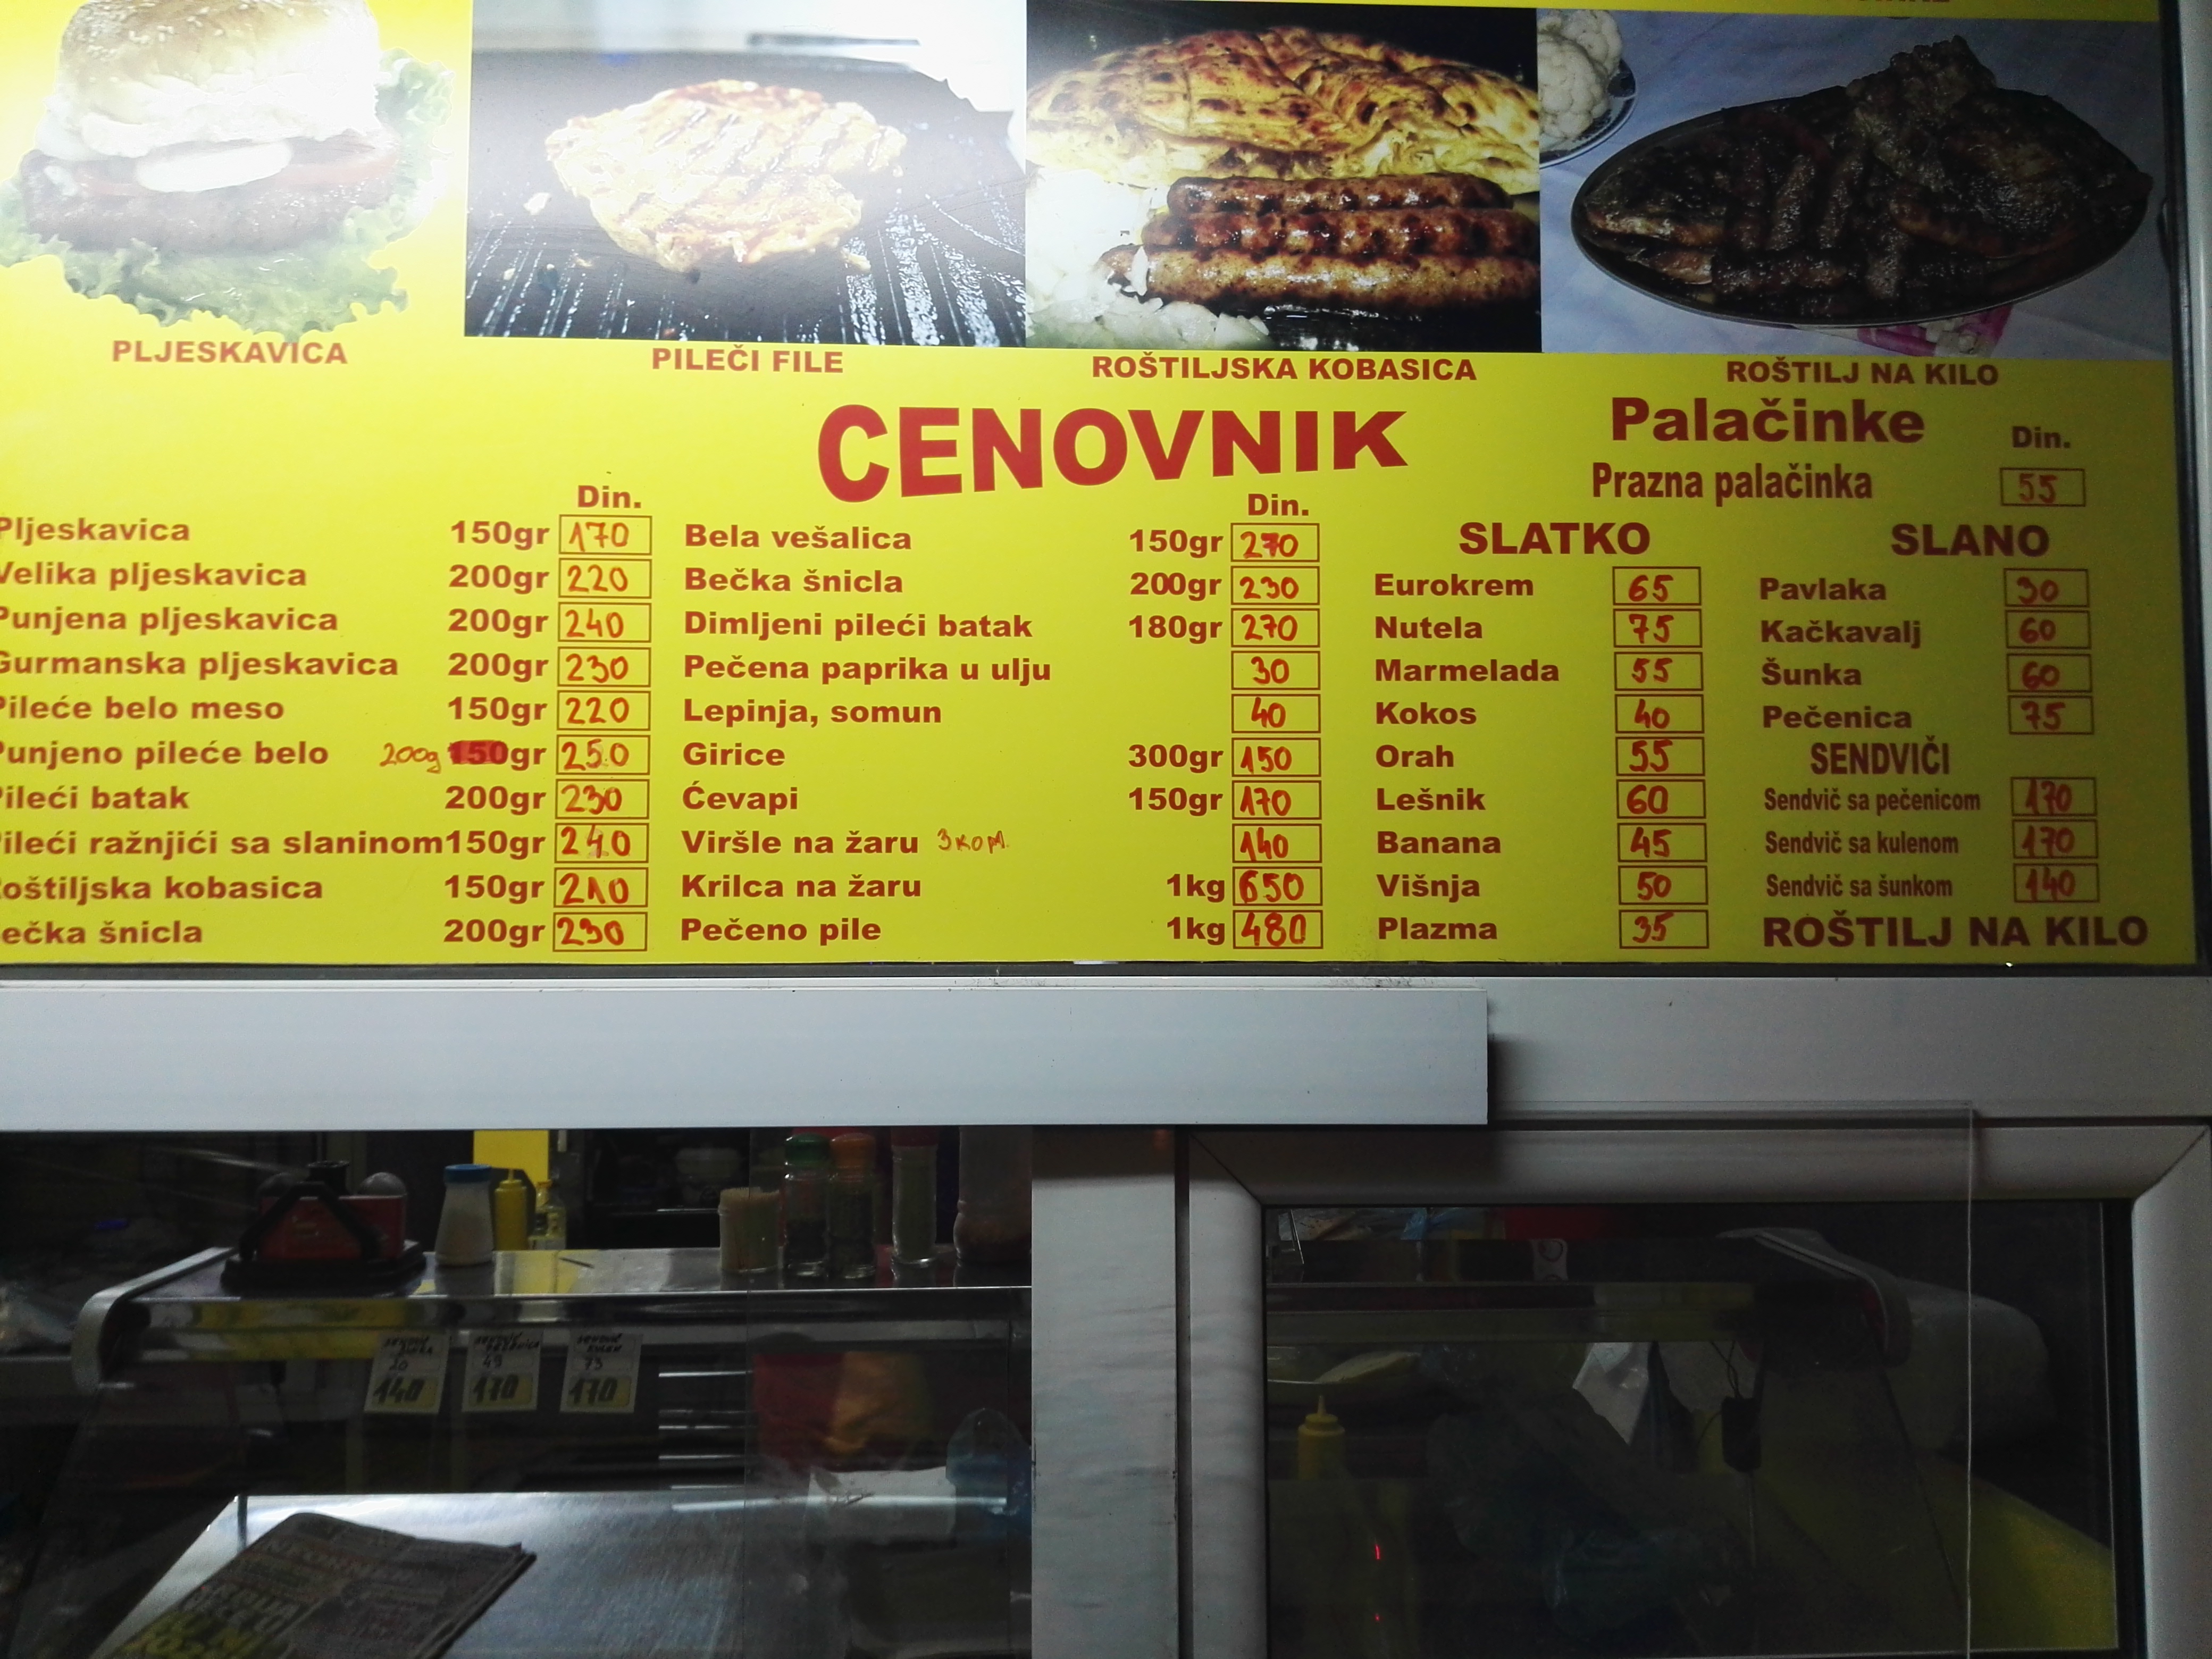 PLJESKAVICA
PILEČI FILE
ROŠTILJSKA KOBASICA
ROŠTILJ NA KILO
CENOVNIK
Din.
Pljeskavica 150gr 170
Velika pljeskavica 200gr 220
Punjena pljeskavica 200gr 240
Gurmanska pljeskavica 200gr 230
Pileće belo meso 150gr 220
Punjeno pileće belo 200g 150gr 250
Pileći batak 200gr 230
Pileći ražnjići sa slaninom 150gr 240
Roštiljska kobasica 150gr 210
ečka šnicla 200gr 230
Din.
Bela vešalica 150gr 270
Bečka šnicla 200gr 230
Dimljeni pileći batak 180gr 270
Pečena paprika u ulju 30
Lepinja, somun 40
Girice 300gr 150
Ćevapi 150gr 170
Viršle na žaru 3 ком. 140
Krilca na žaru 1kg 650
Pečeno pile 1kg 480
Palačinke Din.
Prazna palačinka 55
SLATKO
Eurokrem 65
Nutela 75
Marmelada 55
Kokos 40
Orah 55
Lešnik 60
Banana 45
Višnja 50
Plazma 35
SLANO
Pavlaka 30
Kačkavalj 60
Šunka 60
Pečenica 75
SENDVIČI
Sendvič sa pečenicom 170
Sendvič sa kulenom 170
Sendvič sa šunkom 140
ROŠTILJ NA KILO
140
170
170